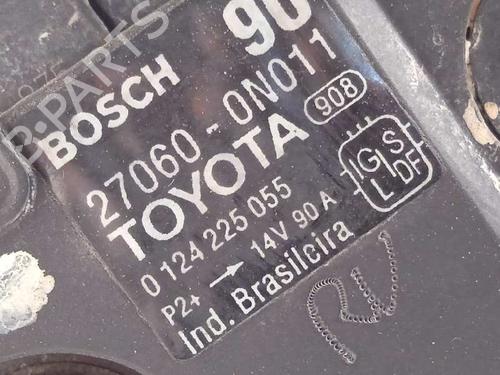 B-PARTS
90
BOSCH
27060-0N011
TOYOTA
908
0 124 225 055
P2+ → 14V 90 A
Ind. Brasileira
IG S
L DF